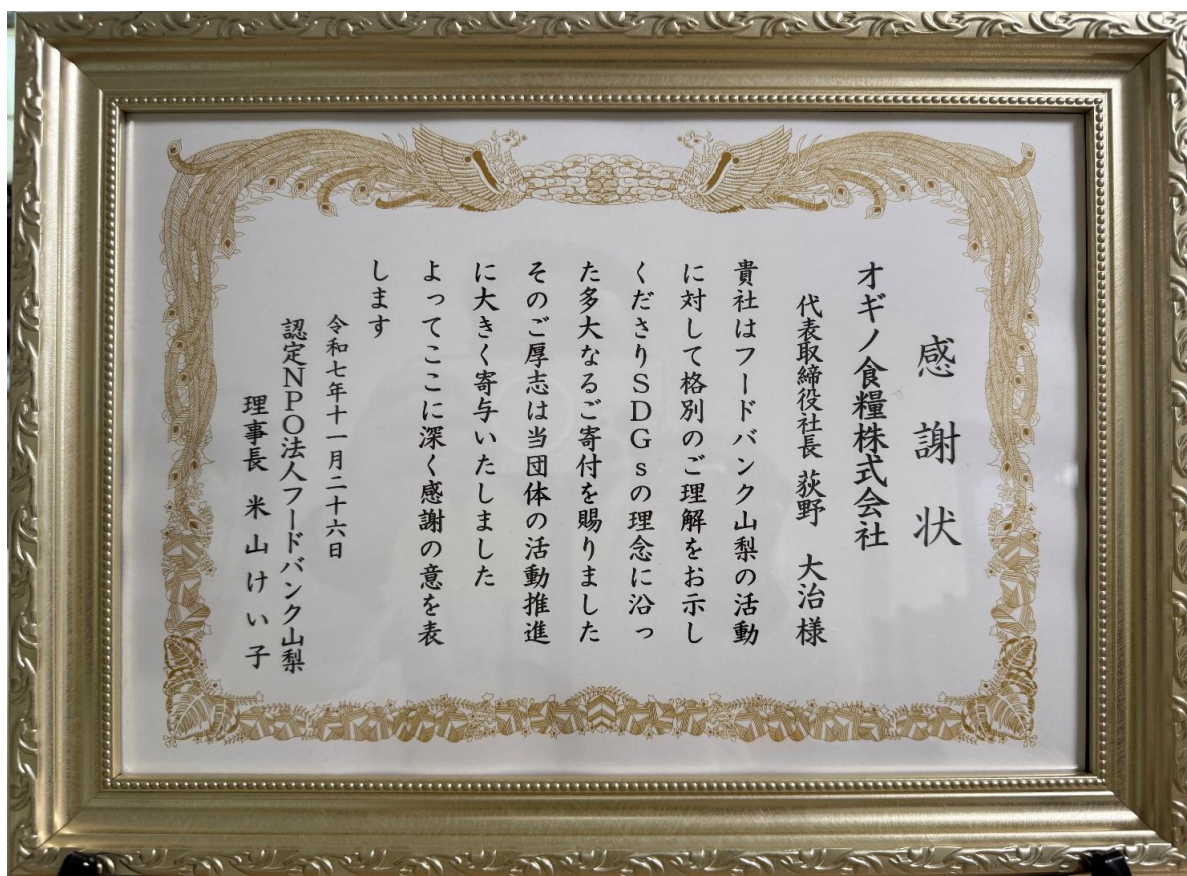 感謝状
オギノ食糧株式会社
代表取締役社長 荻野 大治様
貴社はフードバンク山梨の活動
に対して格別のご理解をお示し
くださりSDGsの理念に沿っ
た多大なるご寄付を賜りました
そのご厚志は当団体の活動推進
に大きく寄与いたしました
よってここに深く感謝の意を表
します
令和七年十一月二十六日
認定NPO法人フードバンク山梨
理事長 米山けい子